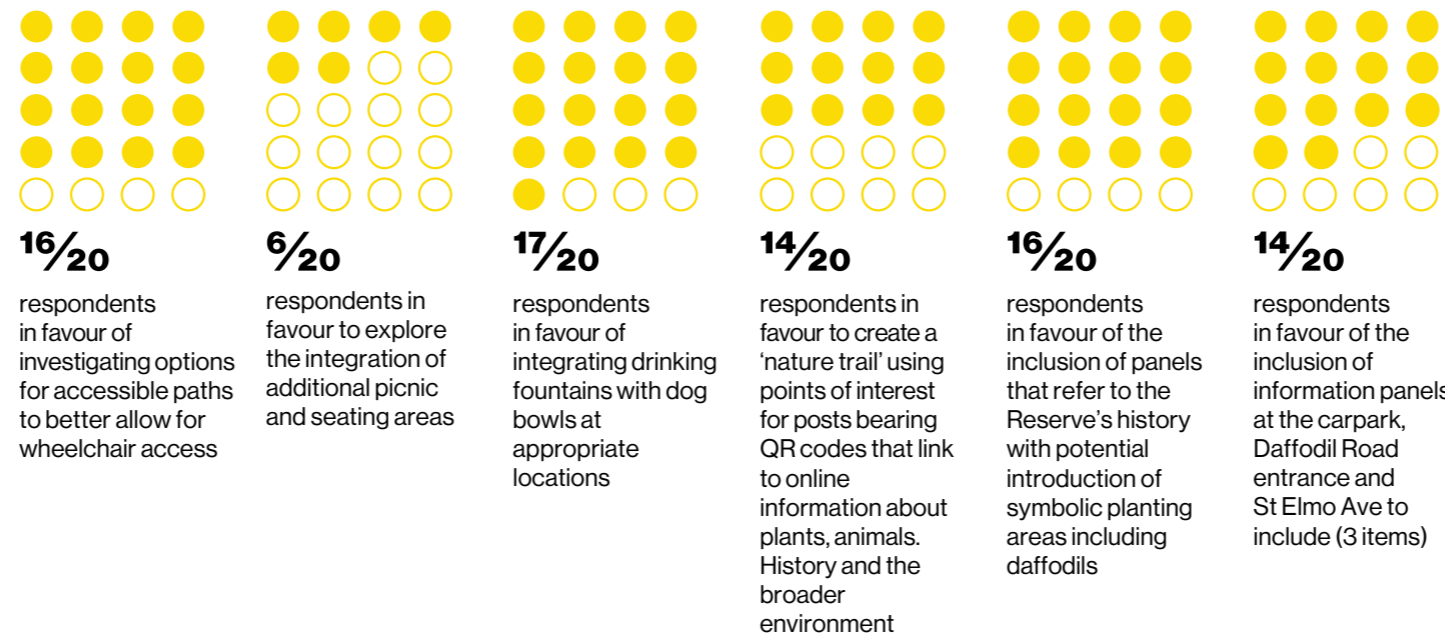 16/20
respondents
in favour of
investigating options
for accessible paths
to better allow for
wheelchair access
6/20
respondents in
favour to explore
the integration of
additional picnic
and seating areas
17/20
respondents
in favour of
integrating drinking
fountains with dog
bowls at
appropriate
locations
14/20
respondents in
favour to create a
‘nature trail’ using
points of interest
for posts bearing
QR codes that link
to online
information about
plants, animals.
History and the
broader
environment
16/20
respondents
in favour of the
inclusion of panels
that refer to the
Reserve’s history
with potential
introduction of
symbolic planting
areas including
daffodils
14/20
respondents
in favour of the
inclusion of
information panels
at the carpark,
Daffodil Road
entrance and
St Elmo Ave to
include (3 items)